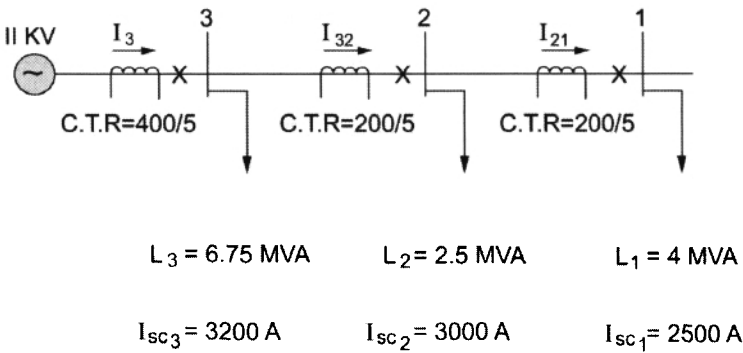 II KV
I3
3
I32
2
I21
1
~
C.T.R=400/5
C.T.R=200/5
C.T.R=200/5
L3 = 6.75 MVA
L2 = 2.5 MVA
L1 = 4 MVA
Isc3 = 3200 A
Isc2 = 3000 A
Isc1 = 2500 A